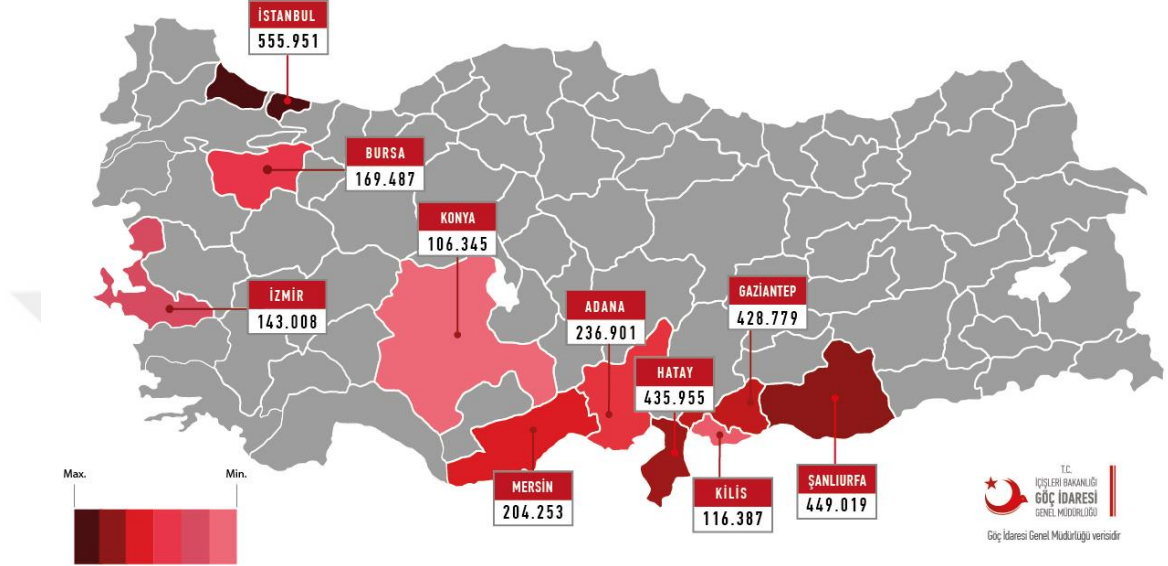 İSTANBUL
555.951
BURSA
169.487
KONYA
106.345
İZMİR
143.008
ADANA
236.901
GAZİANTEP
428.779
HATAY
435.955
MERSİN
204.253
KİLİS
116.387
ŞANLIURFA
449.019
Max.
Min.
T.C.
İÇİŞLERİ BAKANLIĞI
GÖÇ İDARESİ
GENEL MÜDÜRLÜĞÜ
Göç İdaresi Genel Müdürlüğü verisidir